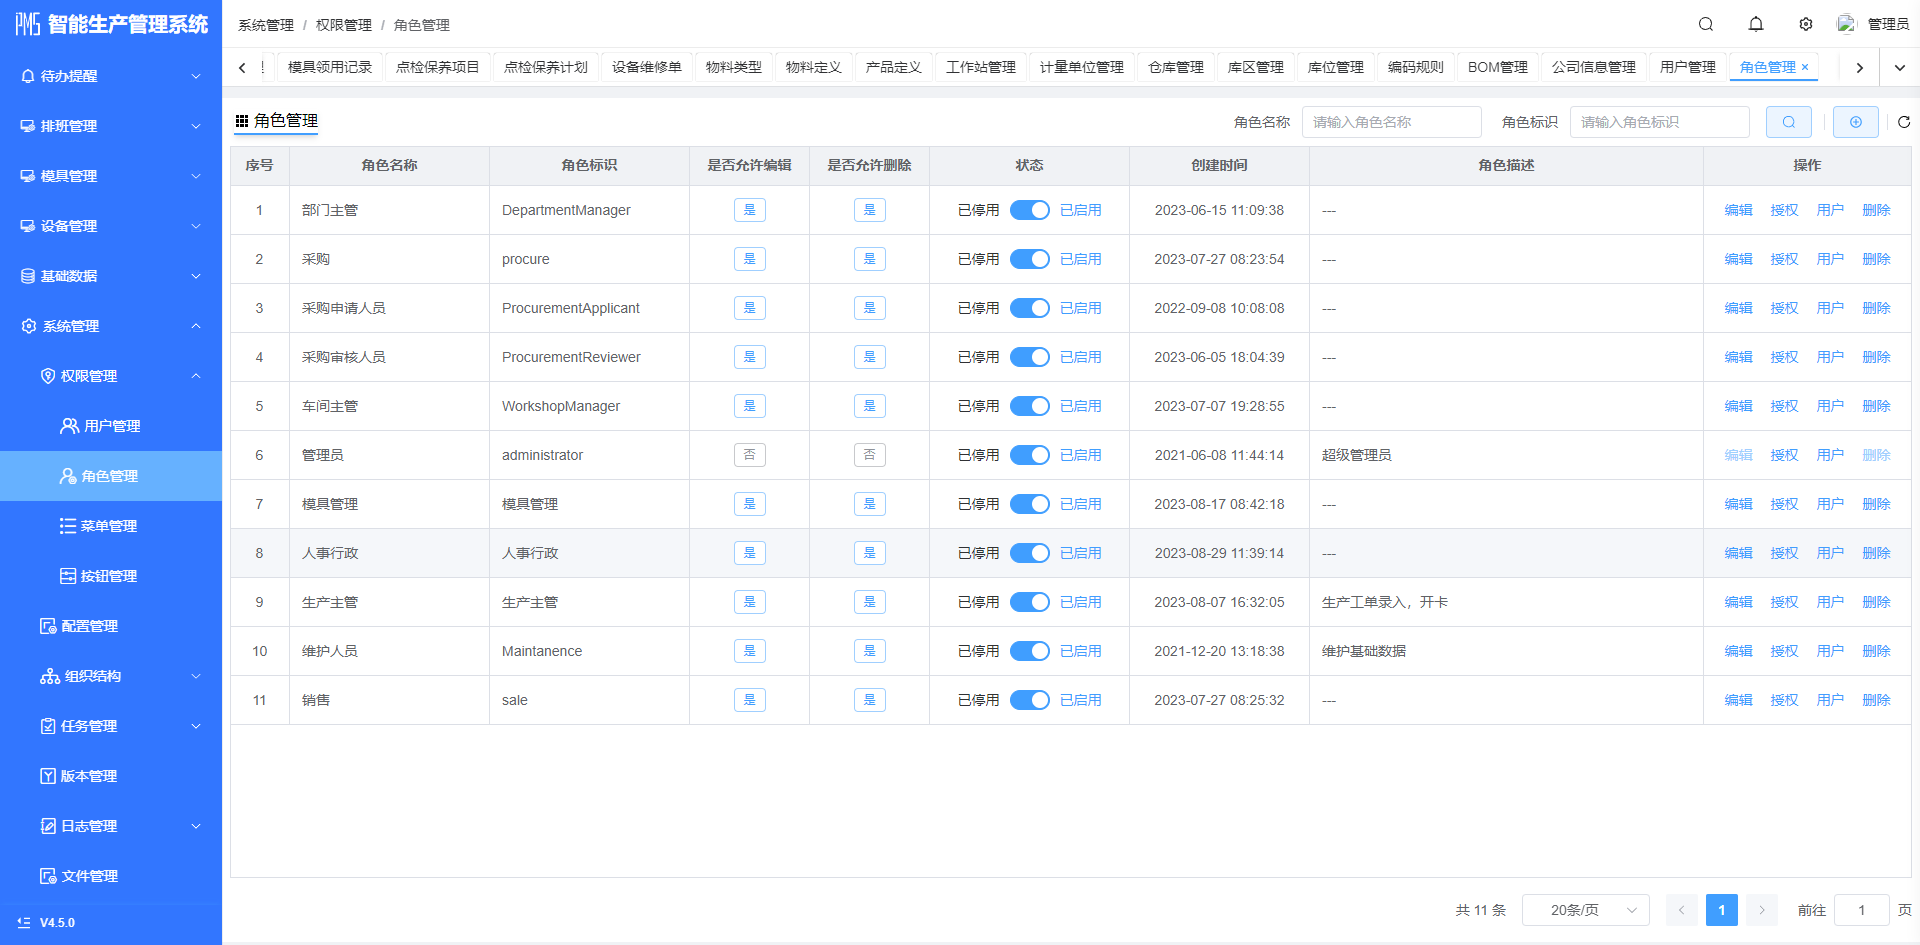 PMS 智能生产管理系统
系统管理 / 权限管理 / 角色管理
管理员
模具领用记录 点检保养项目 点检保养计划 设备维修单 物料类型 物料定义 产品定义 工作站管理 计量单位管理 仓库管理 库区管理 库位管理 编码规则 BOM管理 公司信息管理 用户管理 角色管理 ×
待办提醒
排班管理
模具管理
设备管理
基础数据
系统管理
权限管理
用户管理
角色管理
菜单管理
按钮管理
配置管理
组织结构
任务管理
版本管理
日志管理
文件管理
V4.5.0
角色管理
角色名称 请输入角色名称 角色标识 请输入角色标识
序号 角色名称 角色标识 是否允许编辑 是否允许删除 状态 创建时间 角色描述 操作
1 部门主管 DepartmentManager 是 是 已停用 已启用 2023-06-15 11:09:38 --- 编辑 授权 用户 删除
2 采购 procure 是 是 已停用 已启用 2023-07-27 08:23:54 --- 编辑 授权 用户 删除
3 采购申请人员 ProcurementApplicant 是 是 已停用 已启用 2022-09-08 10:08:08 --- 编辑 授权 用户 删除
4 采购审核人员 ProcurementReviewer 是 是 已停用 已启用 2023-06-05 18:04:39 --- 编辑 授权 用户 删除
5 车间主管 WorkshopManager 是 是 已停用 已启用 2023-07-07 19:28:55 --- 编辑 授权 用户 删除
6 管理员 administrator 否 否 已停用 已启用 2021-06-08 11:44:14 超级管理员 编辑 授权 用户 删除
7 模具管理 模具管理 是 是 已停用 已启用 2023-08-17 08:42:18 --- 编辑 授权 用户 删除
8 人事行政 人事行政 是 是 已停用 已启用 2023-08-29 11:39:14 --- 编辑 授权 用户 删除
9 生产主管 生产主管 是 是 已停用 已启用 2023-08-07 16:32:05 生产工单录入，开卡 编辑 授权 用户 删除
10 维护人员 Maintanence 是 是 已停用 已启用 2021-12-20 13:18:38 维护基础数据 编辑 授权 用户 删除
11 销售 sale 是 是 已停用 已启用 2023-07-27 08:25:32 --- 编辑 授权 用户 删除
共 11 条 20条/页 1 前往 1 页